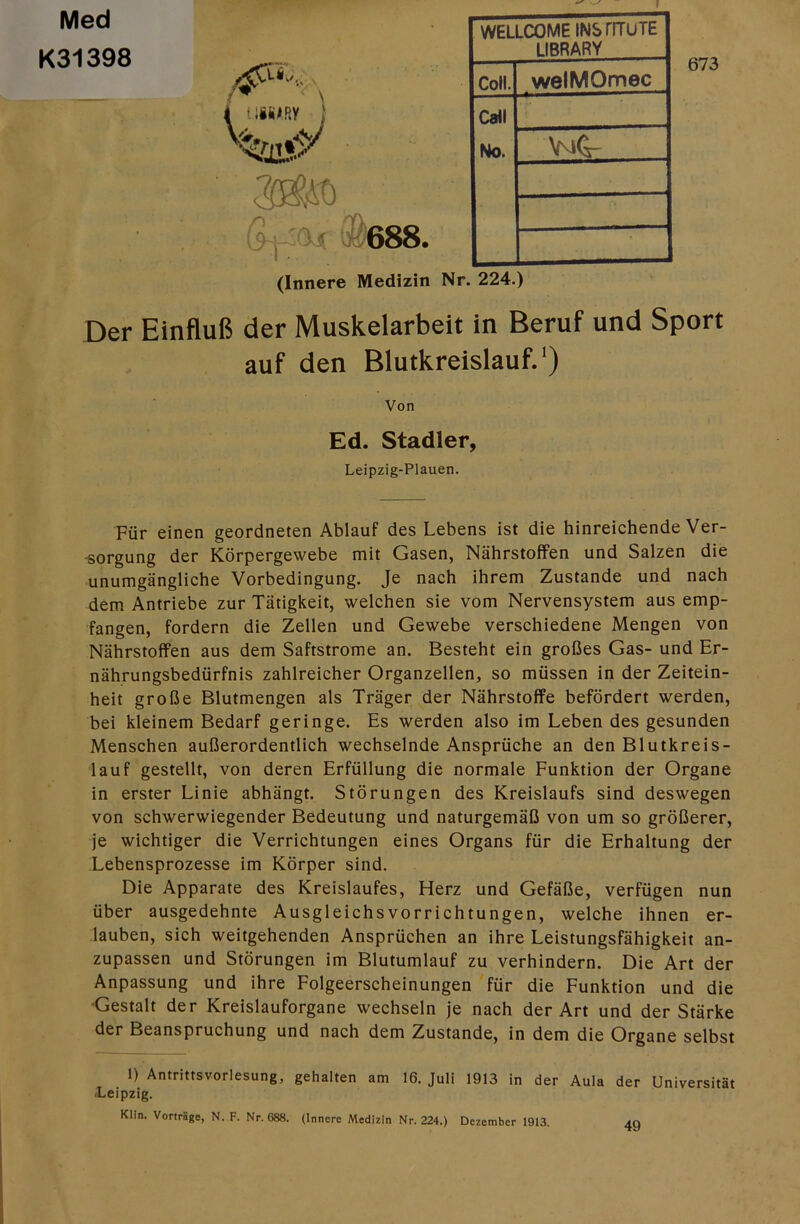 Med
K31398
WELLCOME INSTITUTE
LIBRARY
Coll. welMOmec
Call
No. WG
673
688.
(Innere Medizin Nr. 224.)
Der Einfluß der Muskelarbeit in Beruf und Sport
auf den Blutkreislauf.¹)
Von
Ed. Stadler,
Leipzig-Plauen.
Für einen geordneten Ablauf des Lebens ist die hinreichende Ver-
sorgung der Körpergewebe mit Gasen, Nährstoffen und Salzen die
unumgängliche Vorbedingung. Je nach ihrem Zustande und nach
dem Antriebe zur Tätigkeit, welchen sie vom Nervensystem aus emp-
fangen, fordern die Zellen und Gewebe verschiedene Mengen von
Nährstoffen aus dem Saftstrome an. Besteht ein großes Gas- und Er-
nährungsbedürfnis zahlreicher Organzellen, so müssen in der Zeitein-
heit große Blutmengen als Träger der Nährstoffe befördert werden,
bei kleinem Bedarf geringe. Es werden also im Leben des gesunden
Menschen außerordentlich wechselnde Ansprüche an den Blutkreis-
lauf gestellt, von deren Erfüllung die normale Funktion der Organe
in erster Linie abhängt. Störungen des Kreislaufs sind deswegen
von schwerwiegender Bedeutung und naturgemäß von um so größerer,
je wichtiger die Verrichtungen eines Organs für die Erhaltung der
Lebensprozesse im Körper sind.
Die Apparate des Kreislaufes, Herz und Gefäße, verfügen nun
über ausgedehnte Ausgleichsvorrichtungen, welche ihnen er-
lauben, sich weitgehenden Ansprüchen an ihre Leistungsfähigkeit an-
zupassen und Störungen im Blutumlauf zu verhindern. Die Art der
Anpassung und ihre Folgeerscheinungen für die Funktion und die
Gestalt der Kreislauforgane wechseln je nach der Art und der Stärke
der Beanspruchung und nach dem Zustande, in dem die Organe selbst
1) Antrittsvorlesung, gehalten am 16. Juli 1913 in der Aula der Universität
Leipzig.
Klin. Vorträge, N. F. Nr. 688. (Innere Medizin Nr. 224.) Dezember 1913.
49